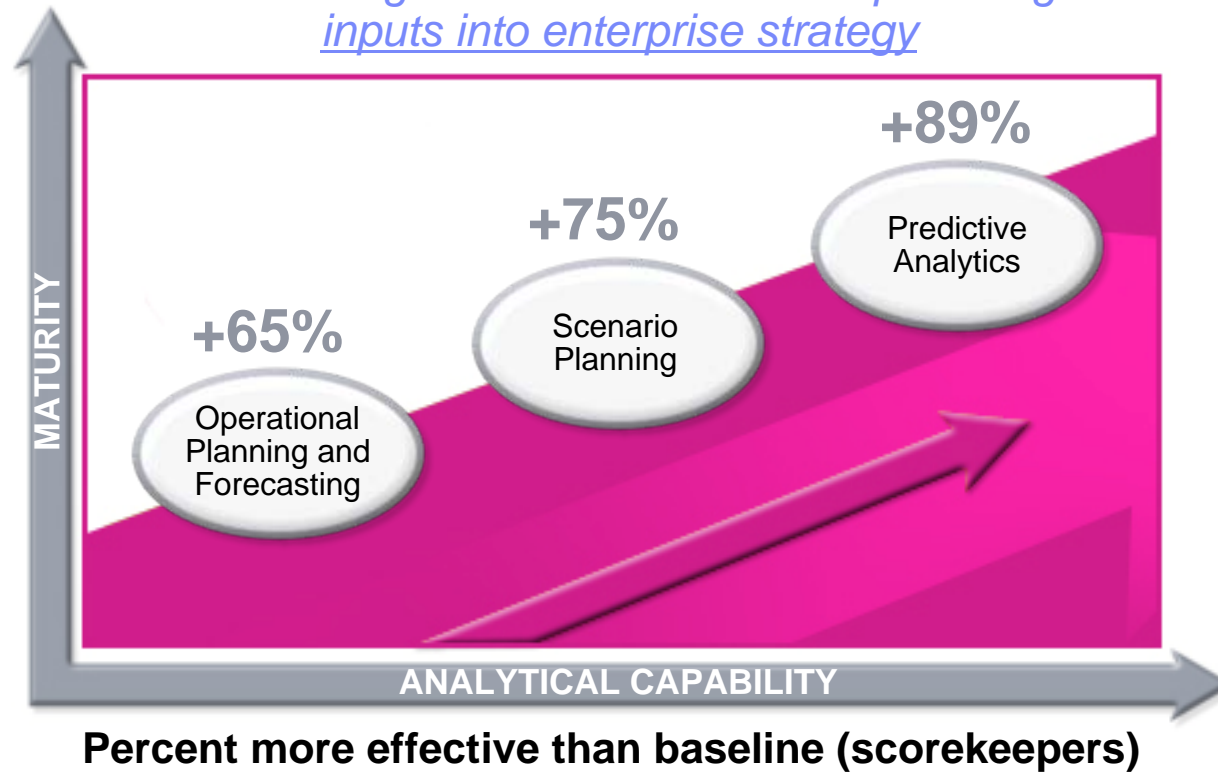 inputs into enterprise strategy
+89%
Predictive
Analytics
+75%
Scenario
Planning
+65%
Operational
Planning and
Forecasting
MATURITY
ANALYTICAL CAPABILITY
Percent more effective than baseline (scorekeepers)